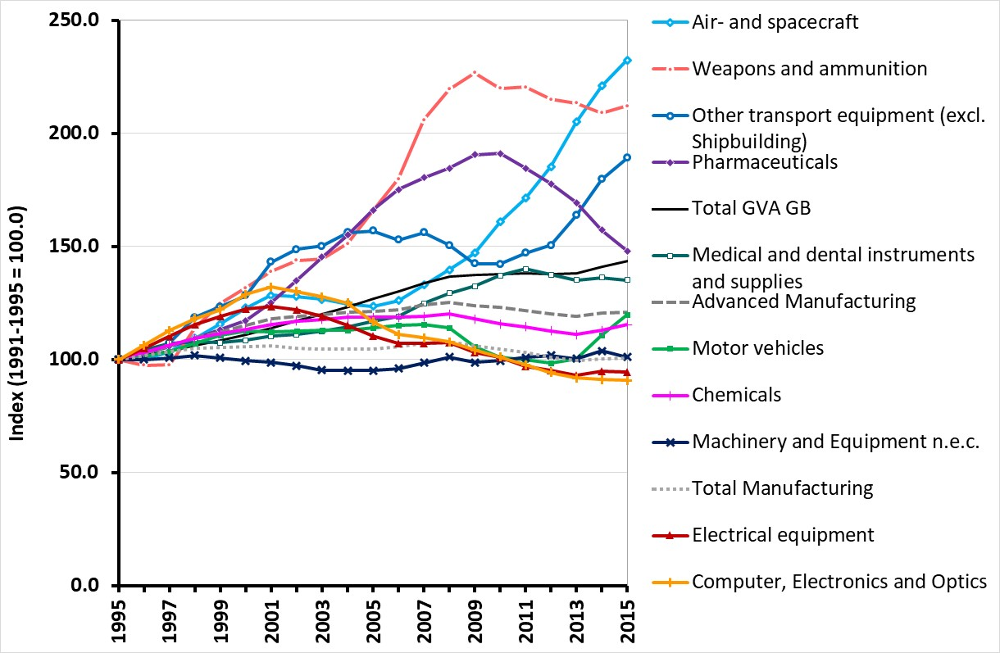 250.0
200.0
150.0
100.0
50.0
0.0
Index (1991-1995 = 100.0)
1995
1997
1999
2001
2003
2005
2007
2009
2011
2013
2015
Air- and spacecraft
Weapons and ammunition
Other transport equipment (excl.
Shipbuilding)
Pharmaceuticals
Total GVA GB
Medical and dental instruments
and supplies
Advanced Manufacturing
Motor vehicles
Chemicals
Machinery and Equipment n.e.c.
Total Manufacturing
Electrical equipment
Computer, Electronics and Optics